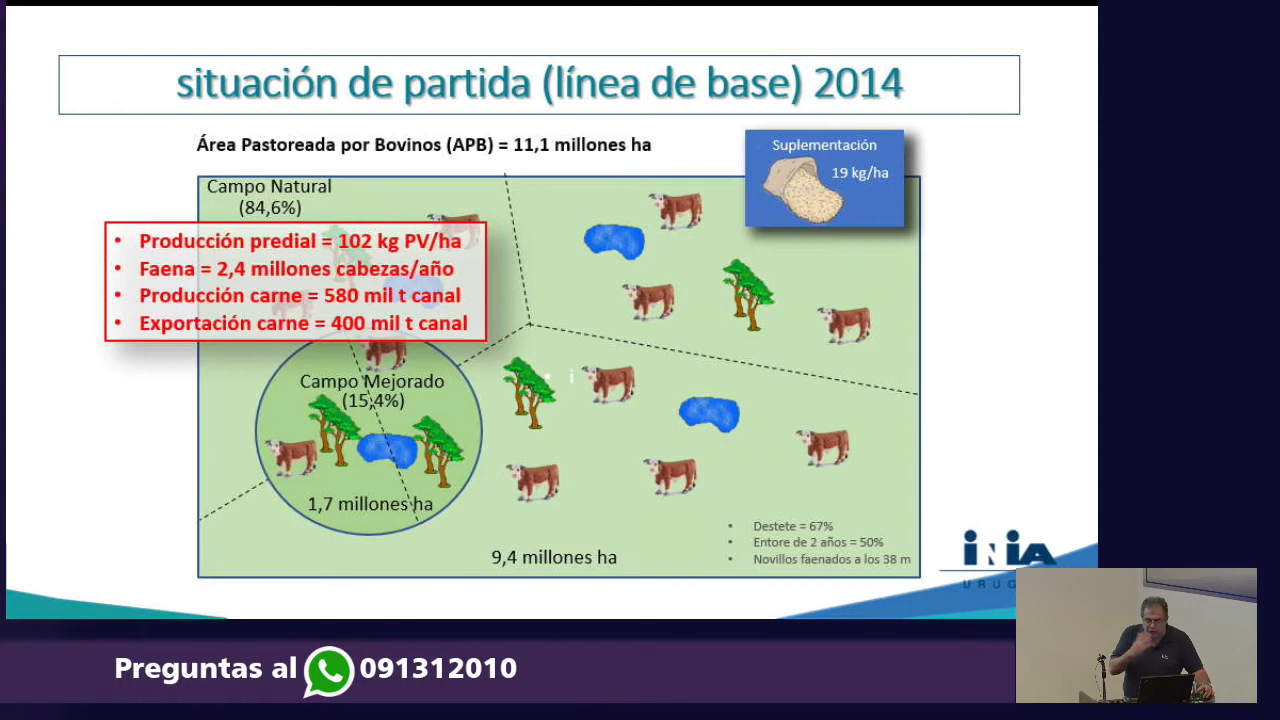 situación de partida (línea de base) 2014
Área Pastoreada por Bovinos (APB) = 11,1 millones ha
Suplementación
19 kg/ha
Campo Natural
(84,6%)
• Producción predial = 102 kg PV/ha
• Faena = 2,4 millones cabezas/año
• Producción carne = 580 mil t canal
• Exportación carne = 400 mil t canal
Campo Mejorado
(15,4%)
1,7 millones ha
9,4 millones ha
• Destete = 67%
• Entore de 2 años = 50%
• Novillos faenados a los 38 m
iNiA
URUG
Preguntas al 091312010